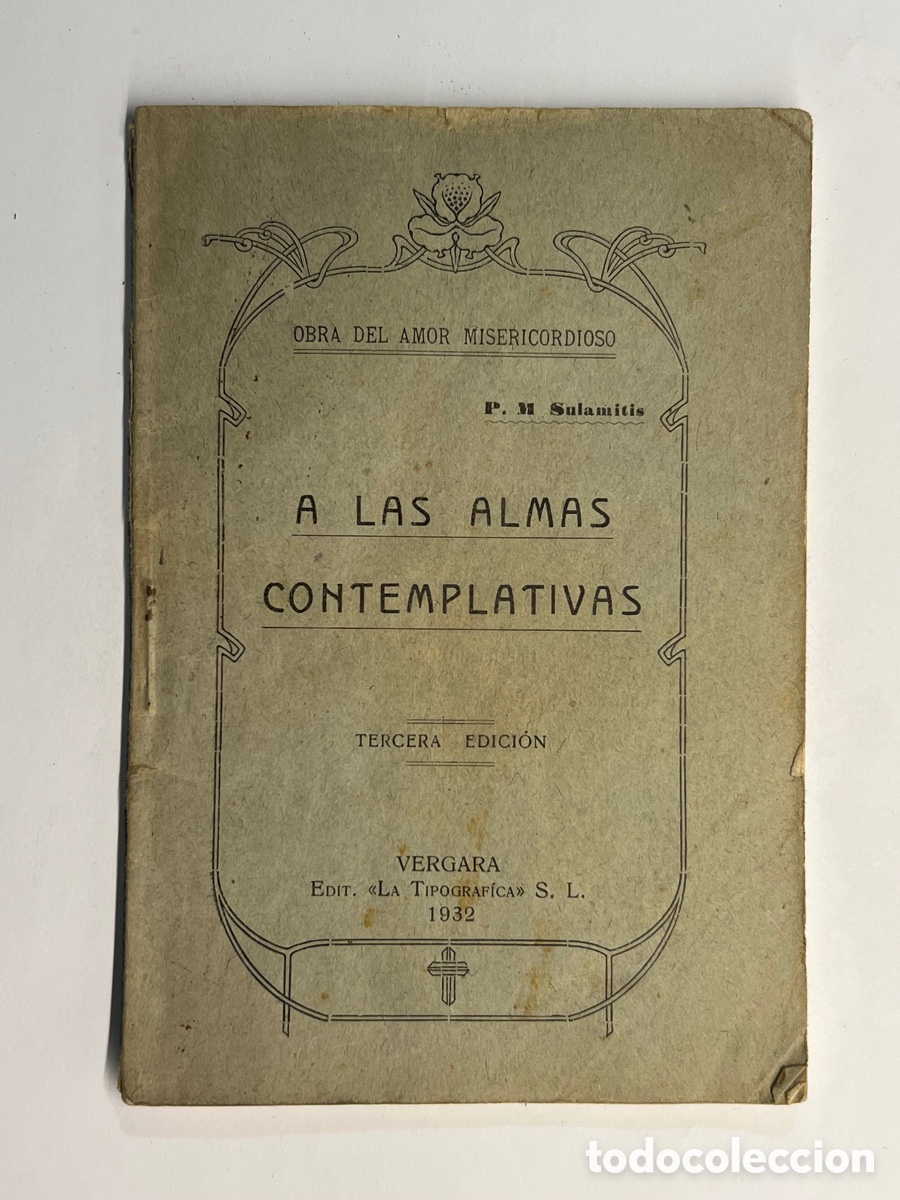 OBRA DEL AMOR MISERICORDIOSO
P. M Sulamitis
A LAS ALMAS
CONTEMPLATIVAS
TERCERA EDICIÓN
VERGARA
EDIT. «LA TIPOGRAFÍCA» S. L.
1932
todocoleccion